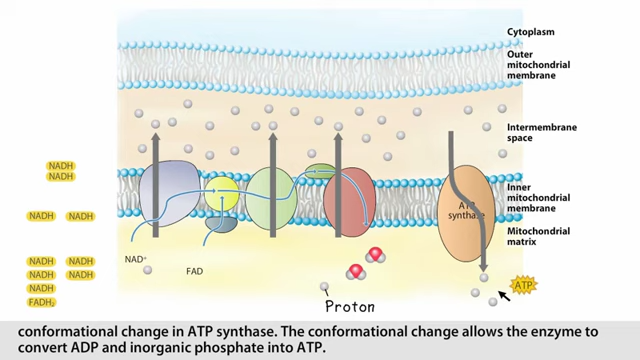 Cytoplasm
Outer
mitochondrial
membrane
Intermembrane
space
NADH
NADH
Inner
mitochondrial
membrane
ATP
synthase
NADH NADH
Mitochondrial
matrix
NAD⁺
FAD
NADH NADH
NADH NADH
NADH
FADH₂
ATP
Proton
conformational change in ATP synthase. The conformational change allows the enzyme to
convert ADP and inorganic phosphate into ATP.